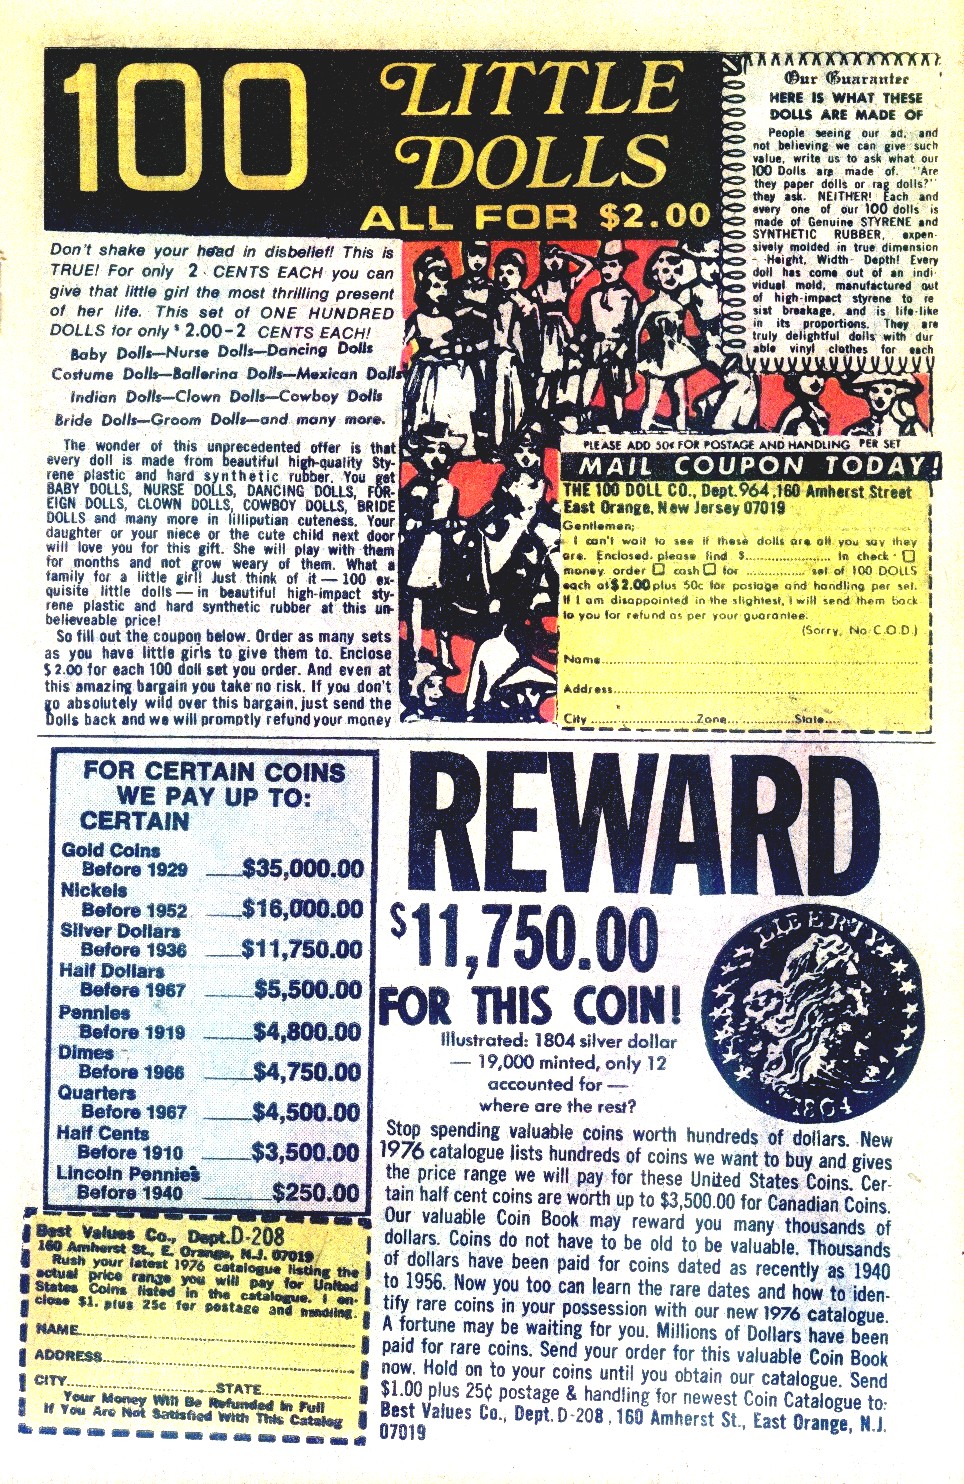 100
LITTLE
DOLLS
ALL FOR $2.00
Don't shake your head in disbelief! This is
TRUE! For only 2 CENTS EACH you can
give that little girl the most thrilling present
of her life. This set of ONE HUNDRED
DOLLS for only $2.00-2 CENTS EACH!
Baby Dolls—Nurse Dolls—Dancing Dolls
Costume Dolls—Ballerina Dolls—Mexican Dolls
Indian Dolls—Clown Dolls—Cowboy Dolls
Bride Dolls—Groom Dolls—and many more.
The wonder of this unprecedented offer is that
every doll is made from beautiful high-quality Sty-
rene plastic and hard synthetic rubber. You get
BABY DOLLS, NURSE DOLLS, DANCING DOLLS, FOR-
EIGN DOLLS, CLOWN DOLLS, COWBOY DOLLS, BRIDE
DOLLS and many more in lilliputian cuteness. Your
daughter or your niece or the cute child next door
will love you for this gift. She will play with them
for months and not grow weary of them. What a
family for a little girl! Just think of it — 100 ex-
quisite little dolls — in beautiful high-impact sty-
rene plastic and hard synthetic rubber at this un-
believeable price!
So fill out the coupon below. Order as many sets
as you have little girls to give them to. Enclose
$2.00 for each 100 doll set you order. And even at
this amazing bargain you take no risk. If you don't
go absolutely wild over this bargain, just send the
Dolls back and we will promptly refund your money
Our Guarantee
HERE IS WHAT THESE
DOLLS ARE MADE OF
People seeing our ad. and
not believing we can give such
value, write us to ask what our
100 Dolls are made of. "Are
they paper dolls or rag dolls?"
they ask. NEITHER! Each and
every one of our 100 dolls is
made of Genuine STYRENE and
SYNTHETIC RUBBER, expen-
sively molded in true dimension
- Height, Width - Depth! Every
doll has come out of an indi-
vidual mold, manufactured out
of high-impact styrene to re
sist breakage, and is life-like
in its proportions. They are
truly delightful dolls with dur
able vinyl clothes for each
PLEASE ADD 50¢ FOR POSTAGE AND HANDLING PER SET
MAIL COUPON TODAY!
THE 100 DOLL CO., Dept. 964, 160 Amherst Street
East Orange, New Jersey 07019
Gentlemen;
I can't wait to see if these dolls are all you say they
are. Enclosed please find $.............. In check - ☐
money order ☐ cash ☐ for .............. set of 100 DOLLS
each at $2.00 plus 50c for postage and handling per set.
If I am disappointed in the slightest, I will send them back
to you for refund as per your guarantee.
(Sorry, No C.O.D.)
Name..............
Address..............
City ..............Zone..............State..............
FOR CERTAIN COINS
WE PAY UP TO:
CERTAIN
Gold Coins
Before 1929 ____$35,000.00
Nickels
Before 1952 ____$16,000.00
Silver Dollars
Before 1936 ____$11,750.00
Half Dollars
Before 1967 ____$5,500.00
Pennies
Before 1919 ____$4,800.00
Dimes
Before 1966 ____$4,750.00
Quarters
Before 1967 ____$4,500.00
Half Cents
Before 1910 ____$3,500.00
Lincoln Pennies
Before 1940 ____$250.00
Best Values Co., Dept. D-208
160 Amherst St., E. Orange, N.J. 07019
Rush your latest 1976 catalogue listing the
actual price range you will pay for United
States Coins listed in the catalogue. I en-
close $1. plus 25c for postage and handling.
NAME..............
ADDRESS..............
CITY..............STATE..............
Your Money Will Be Refunded In Full
If You Are Not Satisfied With This Catalog
REWARD
$11,750.00
FOR THIS COIN!
Illustrated: 1804 silver dollar
— 19,000 minted, only 12
accounted for —
where are the rest?
LIBERTY
1804
Stop spending valuable coins worth hundreds of dollars. New
1976 catalogue lists hundreds of coins we want to buy and gives
the price range we will pay for these United States Coins. Cer-
tain half cent coins are worth up to $3,500.00 for Canadian Coins.
Our valuable Coin Book may reward you many thousands of
dollars. Coins do not have to be old to be valuable. Thousands
of dollars have been paid for coins dated as recently as 1940
to 1956. Now you too can learn the rare dates and how to iden-
tify rare coins in your possession with our new 1976 catalogue.
A fortune may be waiting for you. Millions of Dollars have been
paid for rare coins. Send your order for this valuable Coin Book
now. Hold on to your coins until you obtain our catalogue. Send
$1.00 plus 25¢ postage & handling for newest Coin Catalogue to:
Best Values Co., Dept. D-208, 160 Amherst St., East Orange, N.J.
07019